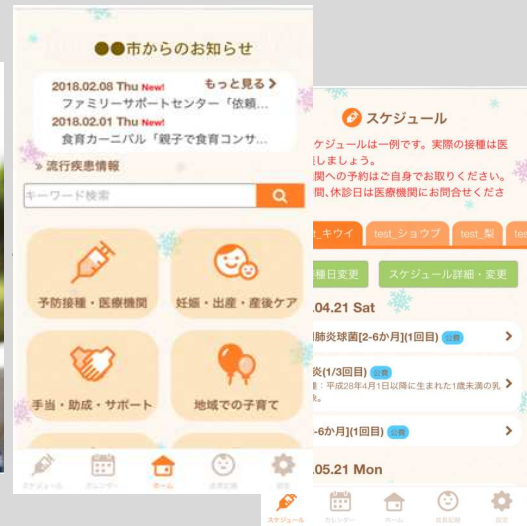 ●●市からのお知らせ
2018.02.08 Thu New! もっと見る
ファミリーサポートセンター「依頼...
2018.02.01 Thu New!
食育カーニバル「親子で食育コンサ...
» 流行疾患情報
キーワード検索
予防接種・医療機関
妊娠・出産・産後ケア
手当・助成・サポート
地域での子育て
スケジュール
カレンダー
ホーム
設定
スケジュール
ケジュールは一例です。実際の接種は医
しましょう。
関への予約はご自身でお取りください。
間、休診日は医療機関にお問合せくださ
t_キウイ
test_ショウブ
test_梨
tes
種日変更
スケジュール詳細・変更
.04.21 Sat
肺炎球菌[2-6か月](1回目) 公費
炎(1/3回目) 公費
：平成28年4月1日以降に生まれた1歳未満の乳
-6か月](1回目) 公費
.05.21 Mon
スケジュール
カレンダー
ホーム
設定